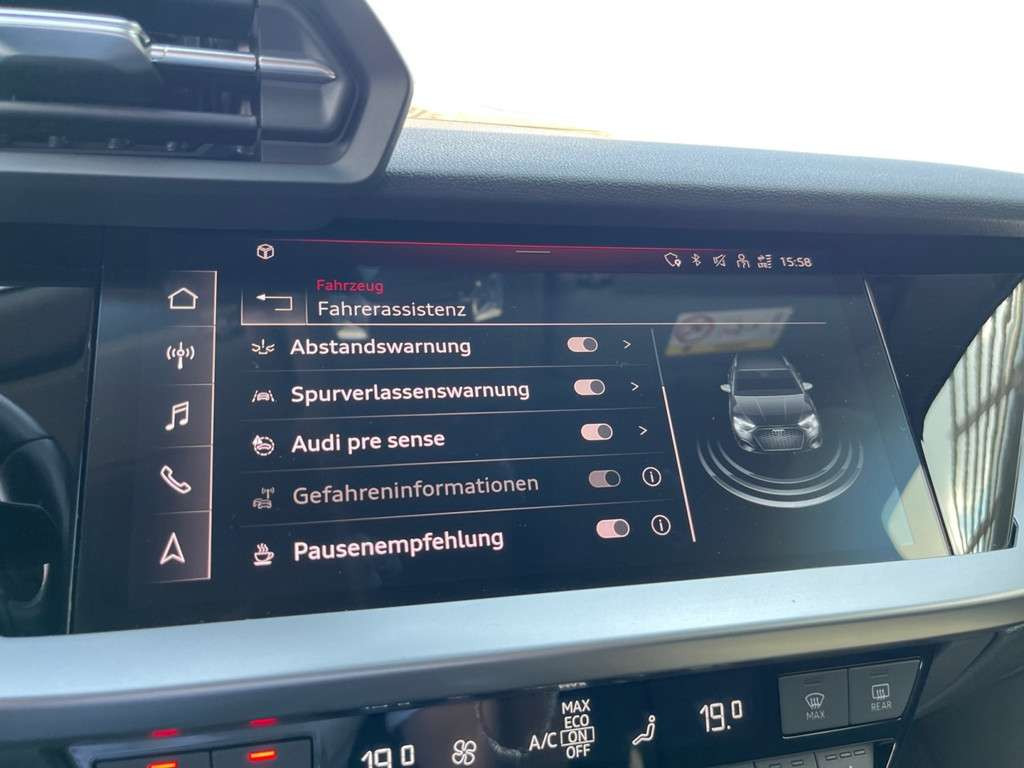 15:58
Fahrzeug
Fahrerassistenz
Abstandswarnung
Spurverlassenswarnung
Audi pre sense
Gefahreninformationen
Pausenempfehlung
MAX
ECO
A/C ON
OFF
19.0
19.0
MAX
REAR